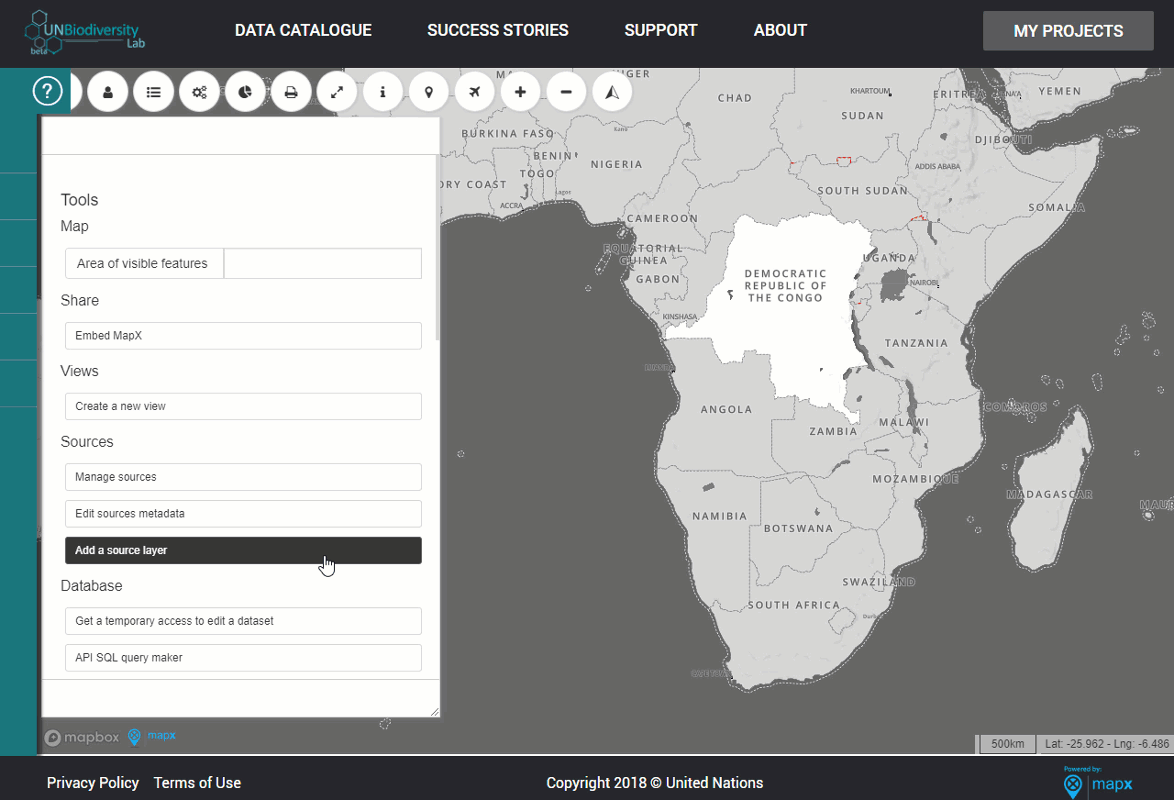 UNBiodiversity
Lab
beta
DATA CATALOGUE
SUCCESS STORIES
SUPPORT
ABOUT
MY PROJECTS
?
Tools
Map
Area of visible features
Share
Embed MapX
Views
Create a new view
Sources
Manage sources
Edit sources metadata
Add a source layer
Database
Get a temporary access to edit a dataset
API SQL query maker
CHAD
KHARTOUM
SUDAN
ERITREA
YEMEN
BURKINA FASO
Kano
DJIBOUTI
BENIN
NIGERIA
ADDIS ABABA
TOGO
ORY COAST
Lagos
ACCRA
SOUTH SUDAN
SOMALIA
CAMEROON
EQUATORIAL
GUINEA
UGANDA
GABON
NAIROBI
DEMOCRATIC
REPUBLIC OF
THE CONGO
KINSHASA
TANZANIA
ANGOLA
COMOROS
MALAWI
ZAMBIA
MOZAMBIQUE
MADAGASCAR
NAMIBIA
BOTSWANA
SWAZILAND
SOUTH AFRICA
mapbox
mapx
500km
Lat: -25.962 - Lng: -6.486
Privacy Policy
Terms of Use
Copyright 2018 © United Nations
Powered by:
mapx